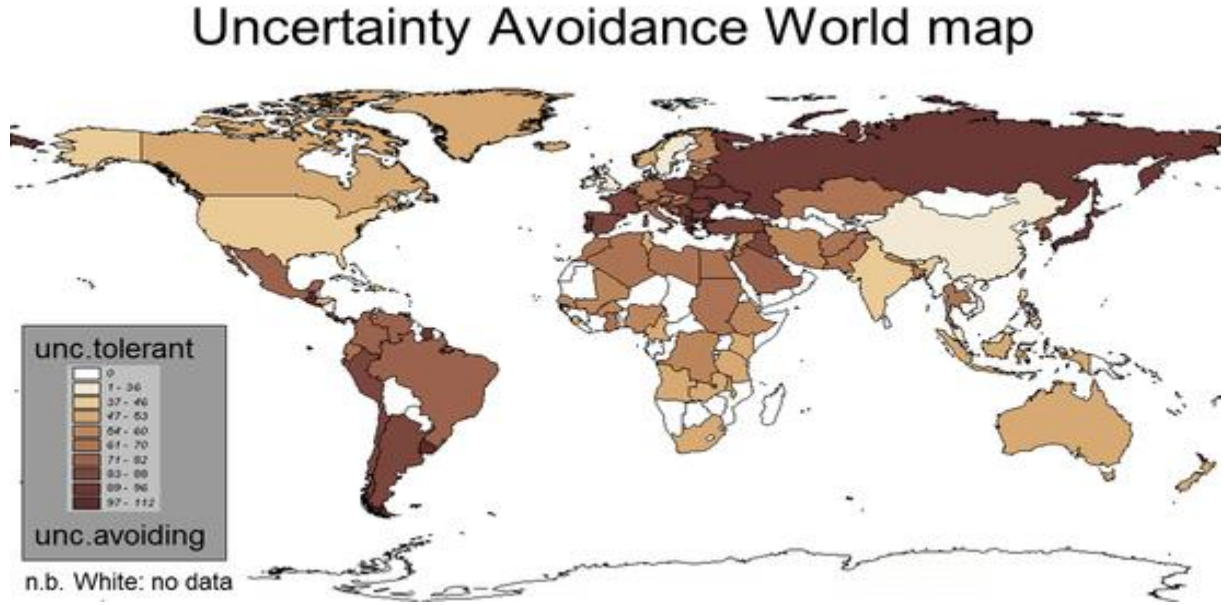 Uncertainty Avoidance World map
unc.tolerant
0
1 - 36
37 - 46
47 - 53
54 - 60
61 - 70
71 - 82
83 - 88
89 - 96
97 - 112
unc.avoiding
n.b. White: no data